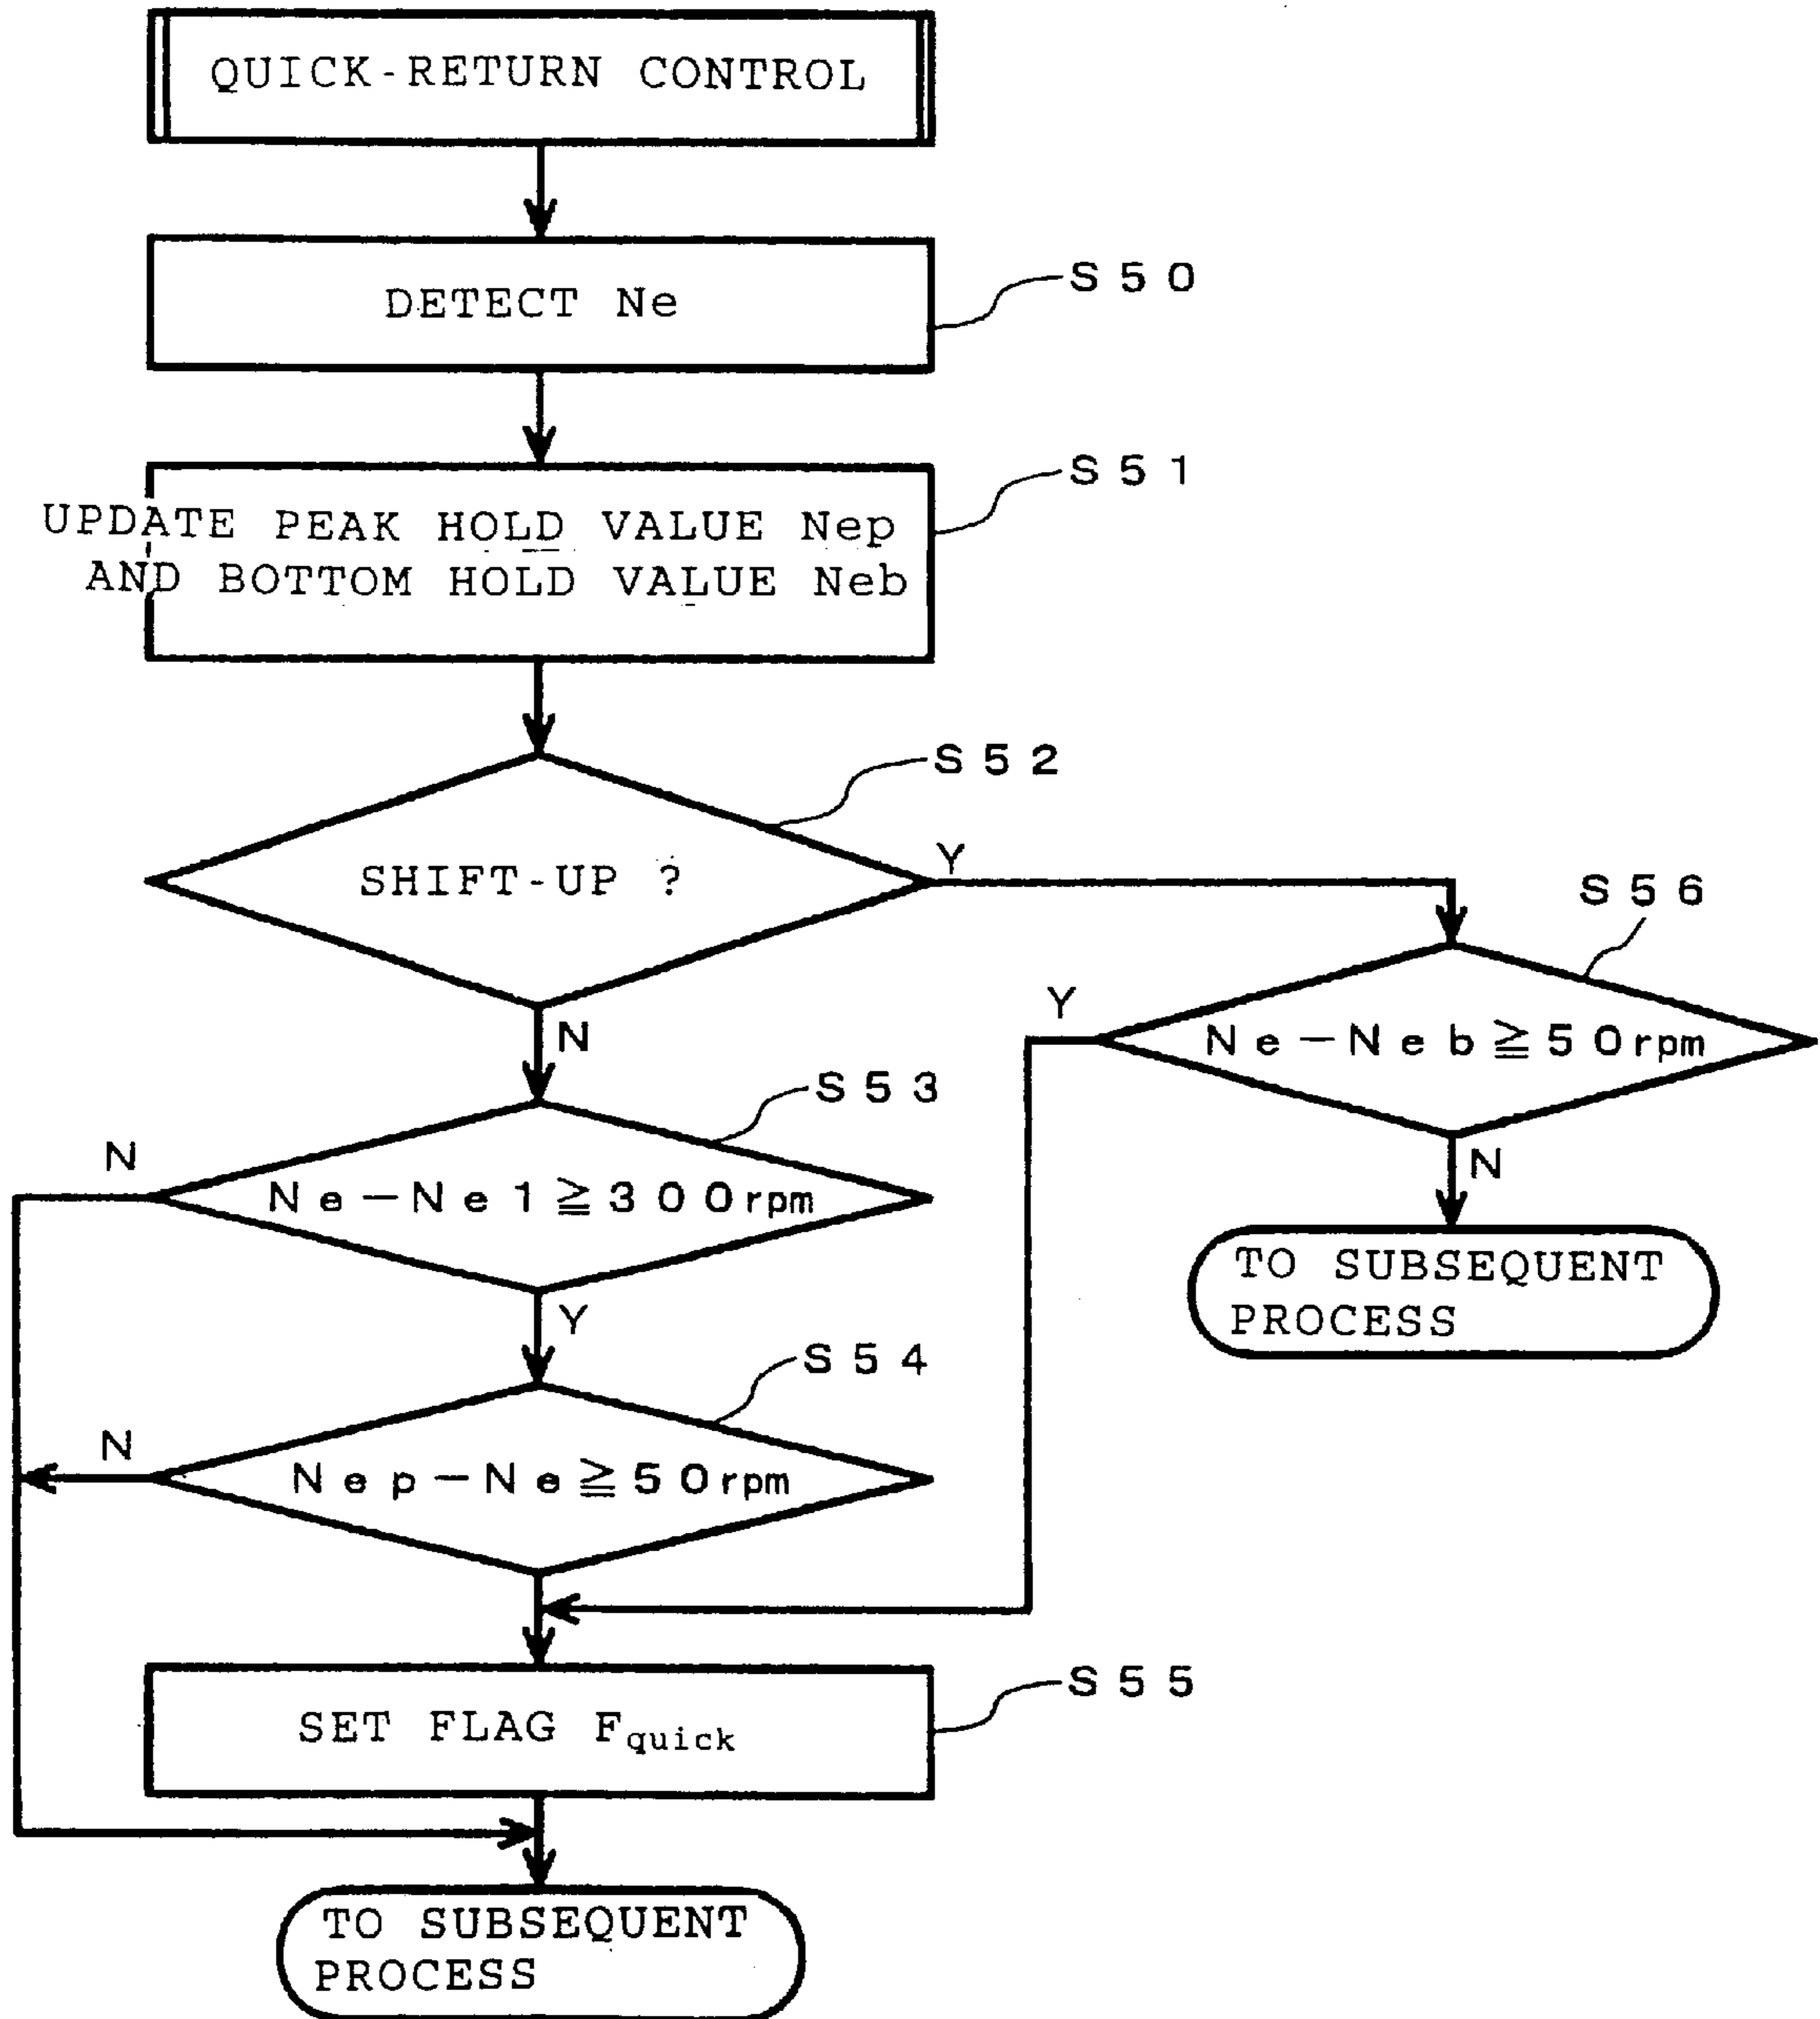 QUICK-RETURN CONTROL
DETECT Ne
S50
UPDATE PEAK HOLD VALUE Nep
AND BOTTOM HOLD VALUE Neb
S51
SHIFT-UP ?
S52
Y
N
S56
Ne-Neb≧50rpm
Y
N
TO SUBSEQUENT
PROCESS
S53
Ne-Ne1≧300rpm
N
Y
S54
Nep-Ne≧50rpm
N
SET FLAG Fquick
S55
TO SUBSEQUENT
PROCESS